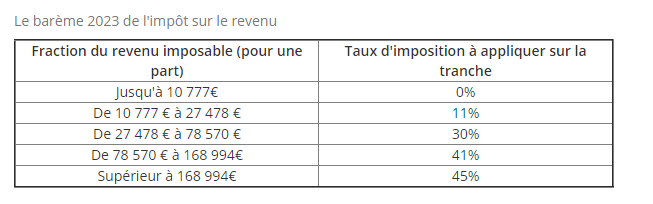 Le barème 2023 de l'impôt sur le revenu
Fraction du revenu imposable (pour une part)
Taux d'imposition à appliquer sur la tranche
Jusqu'à 10 777€
0%
De 10 777 € à 27 478 €
11%
De 27 478 € à 78 570 €
30%
De 78 570 € à 168 994€
41%
Supérieur à 168 994€
45%